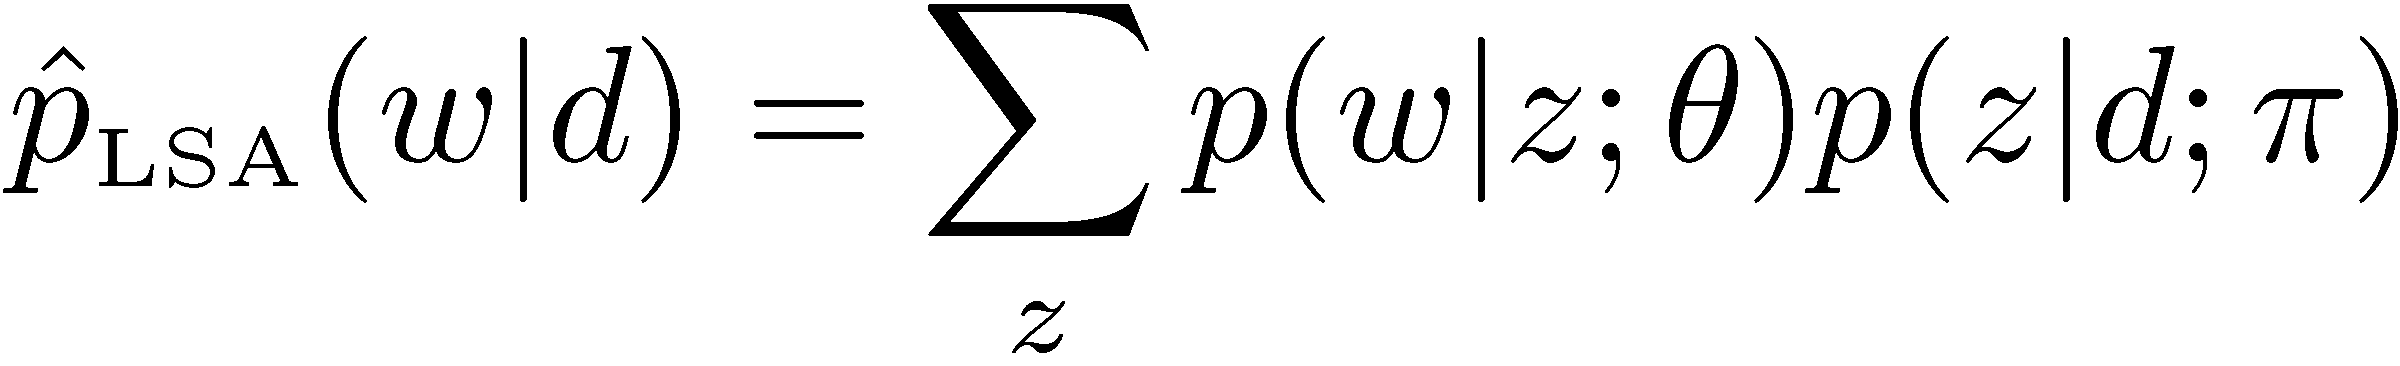 p̂_LSA(w|d) = ∑_z p(w|z; θ)p(z|d; π)